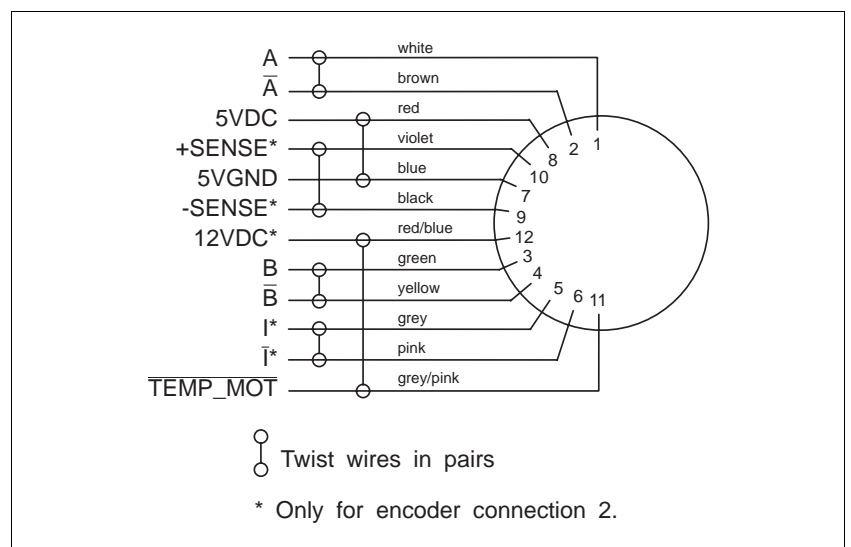 A white
A̅ brown
5VDC red
+SENSE* violet
5VGND blue
-SENSE* black
12VDC* red/blue
B green
B̅ yellow
I* grey
I̅* pink
T̅E̅M̅P̅_̅M̅O̅T̅ grey/pink
1
2
8
10
7
9
12
3
4
5
6
11
Twist wires in pairs
* Only for encoder connection 2.